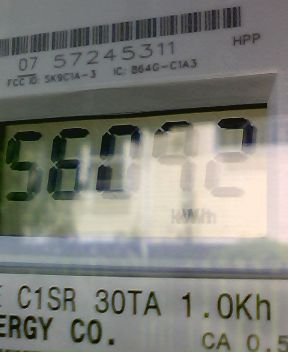 07 57245311 HPP
FCC ID: SK9C1A-3 IC: 864G-C1A3
56092
kWh
C1SR 30TA 1.0Kh
ERGY CO.
CA 0.5